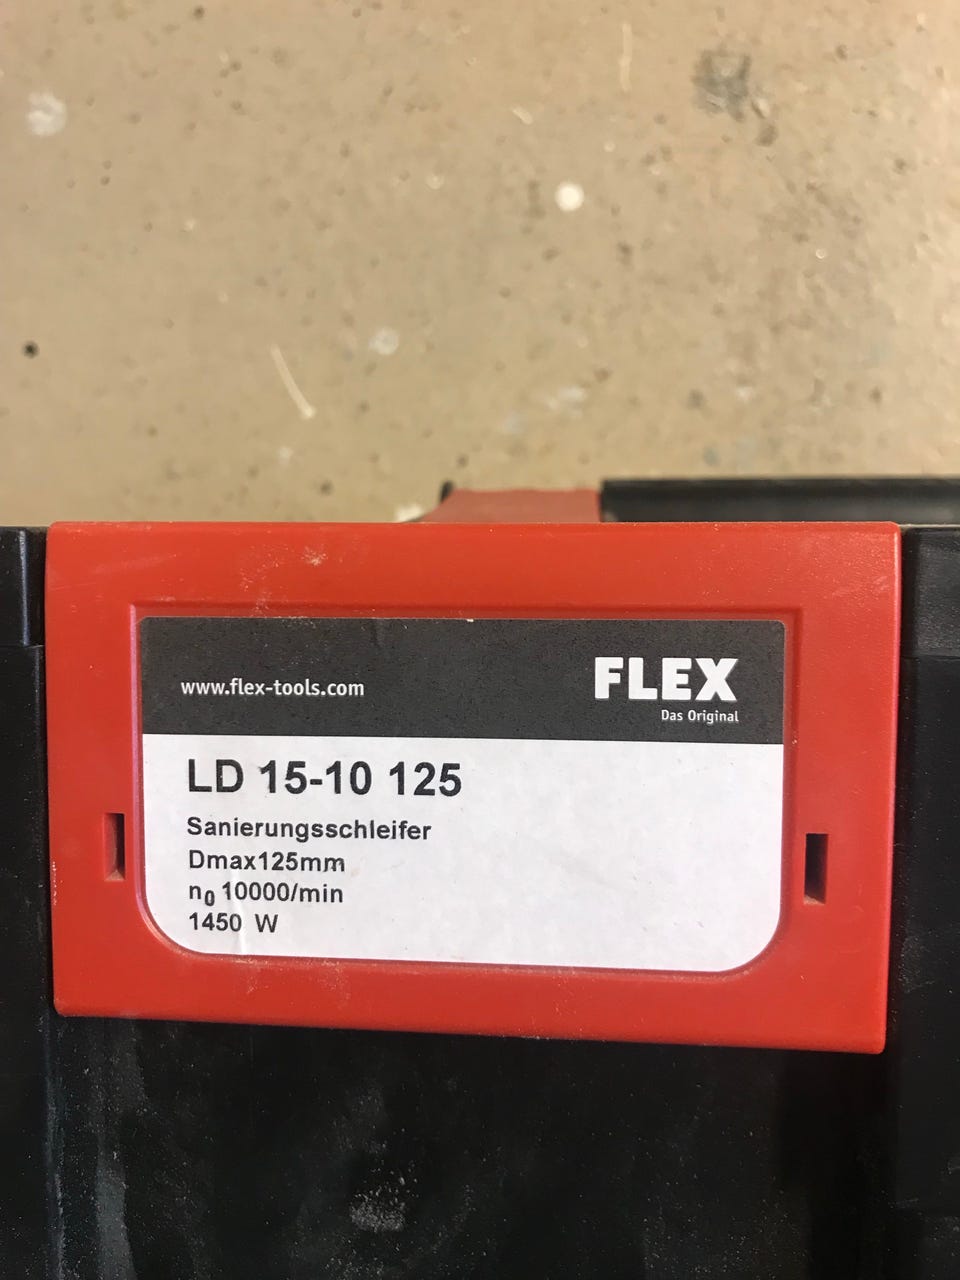 www.flex-tools.com
FLEX
Das Original
LD 15-10 125
Sanierungsschleifer
Dmax125mm
n0 10000/min
1450 W